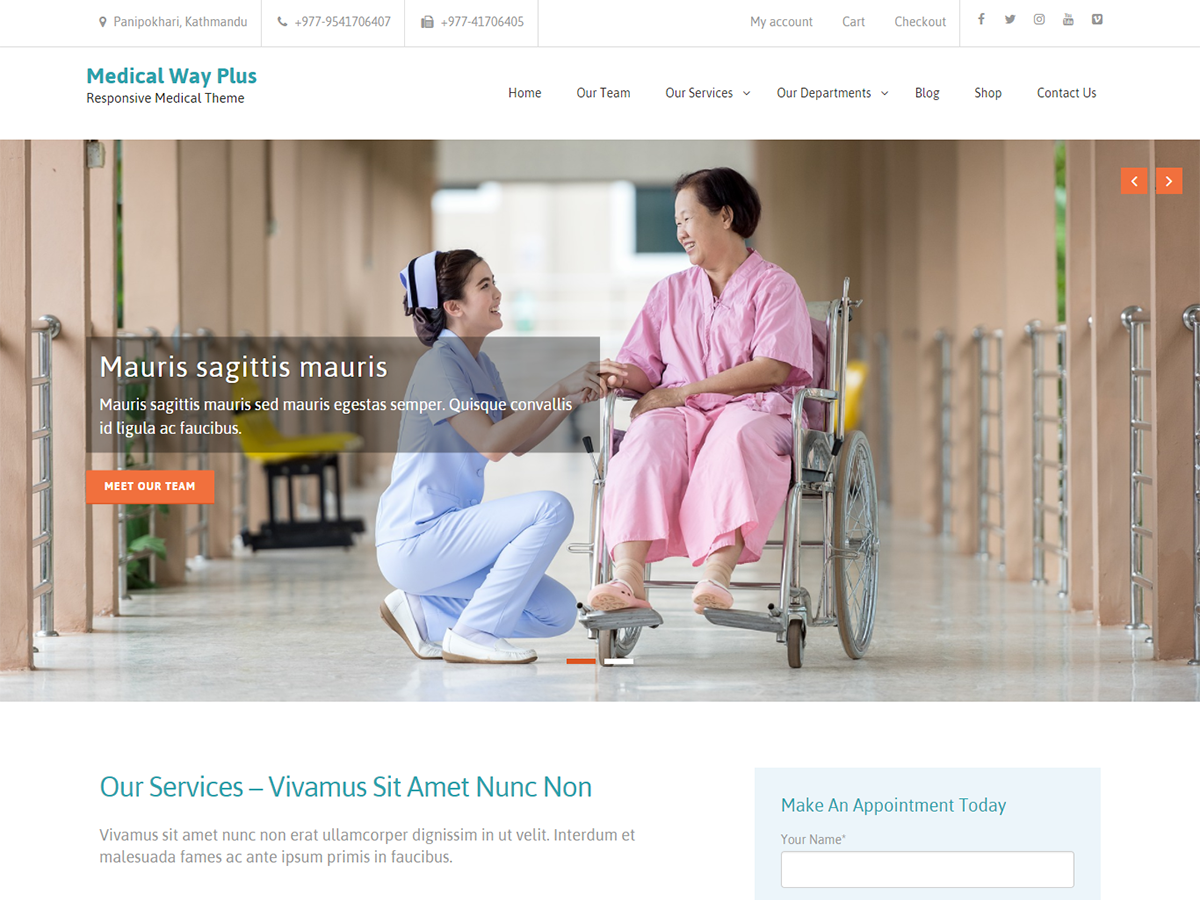 Panipokhari, Kathmandu
+977-9541706407
+977-41706405
My account
Cart
Checkout
Medical Way Plus
Responsive Medical Theme
Home
Our Team
Our Services
Our Departments
Blog
Shop
Contact Us
Mauris sagittis mauris
Mauris sagittis mauris sed mauris egestas semper. Quisque convallis
id ligula ac faucibus.
MEET OUR TEAM
Our Services – Vivamus Sit Amet Nunc Non
Vivamus sit amet nunc non erat ullamcorper dignissim in ut velit. Interdum et
malesuada fames ac ante ipsum primis in faucibus.
Make An Appointment Today
Your Name*